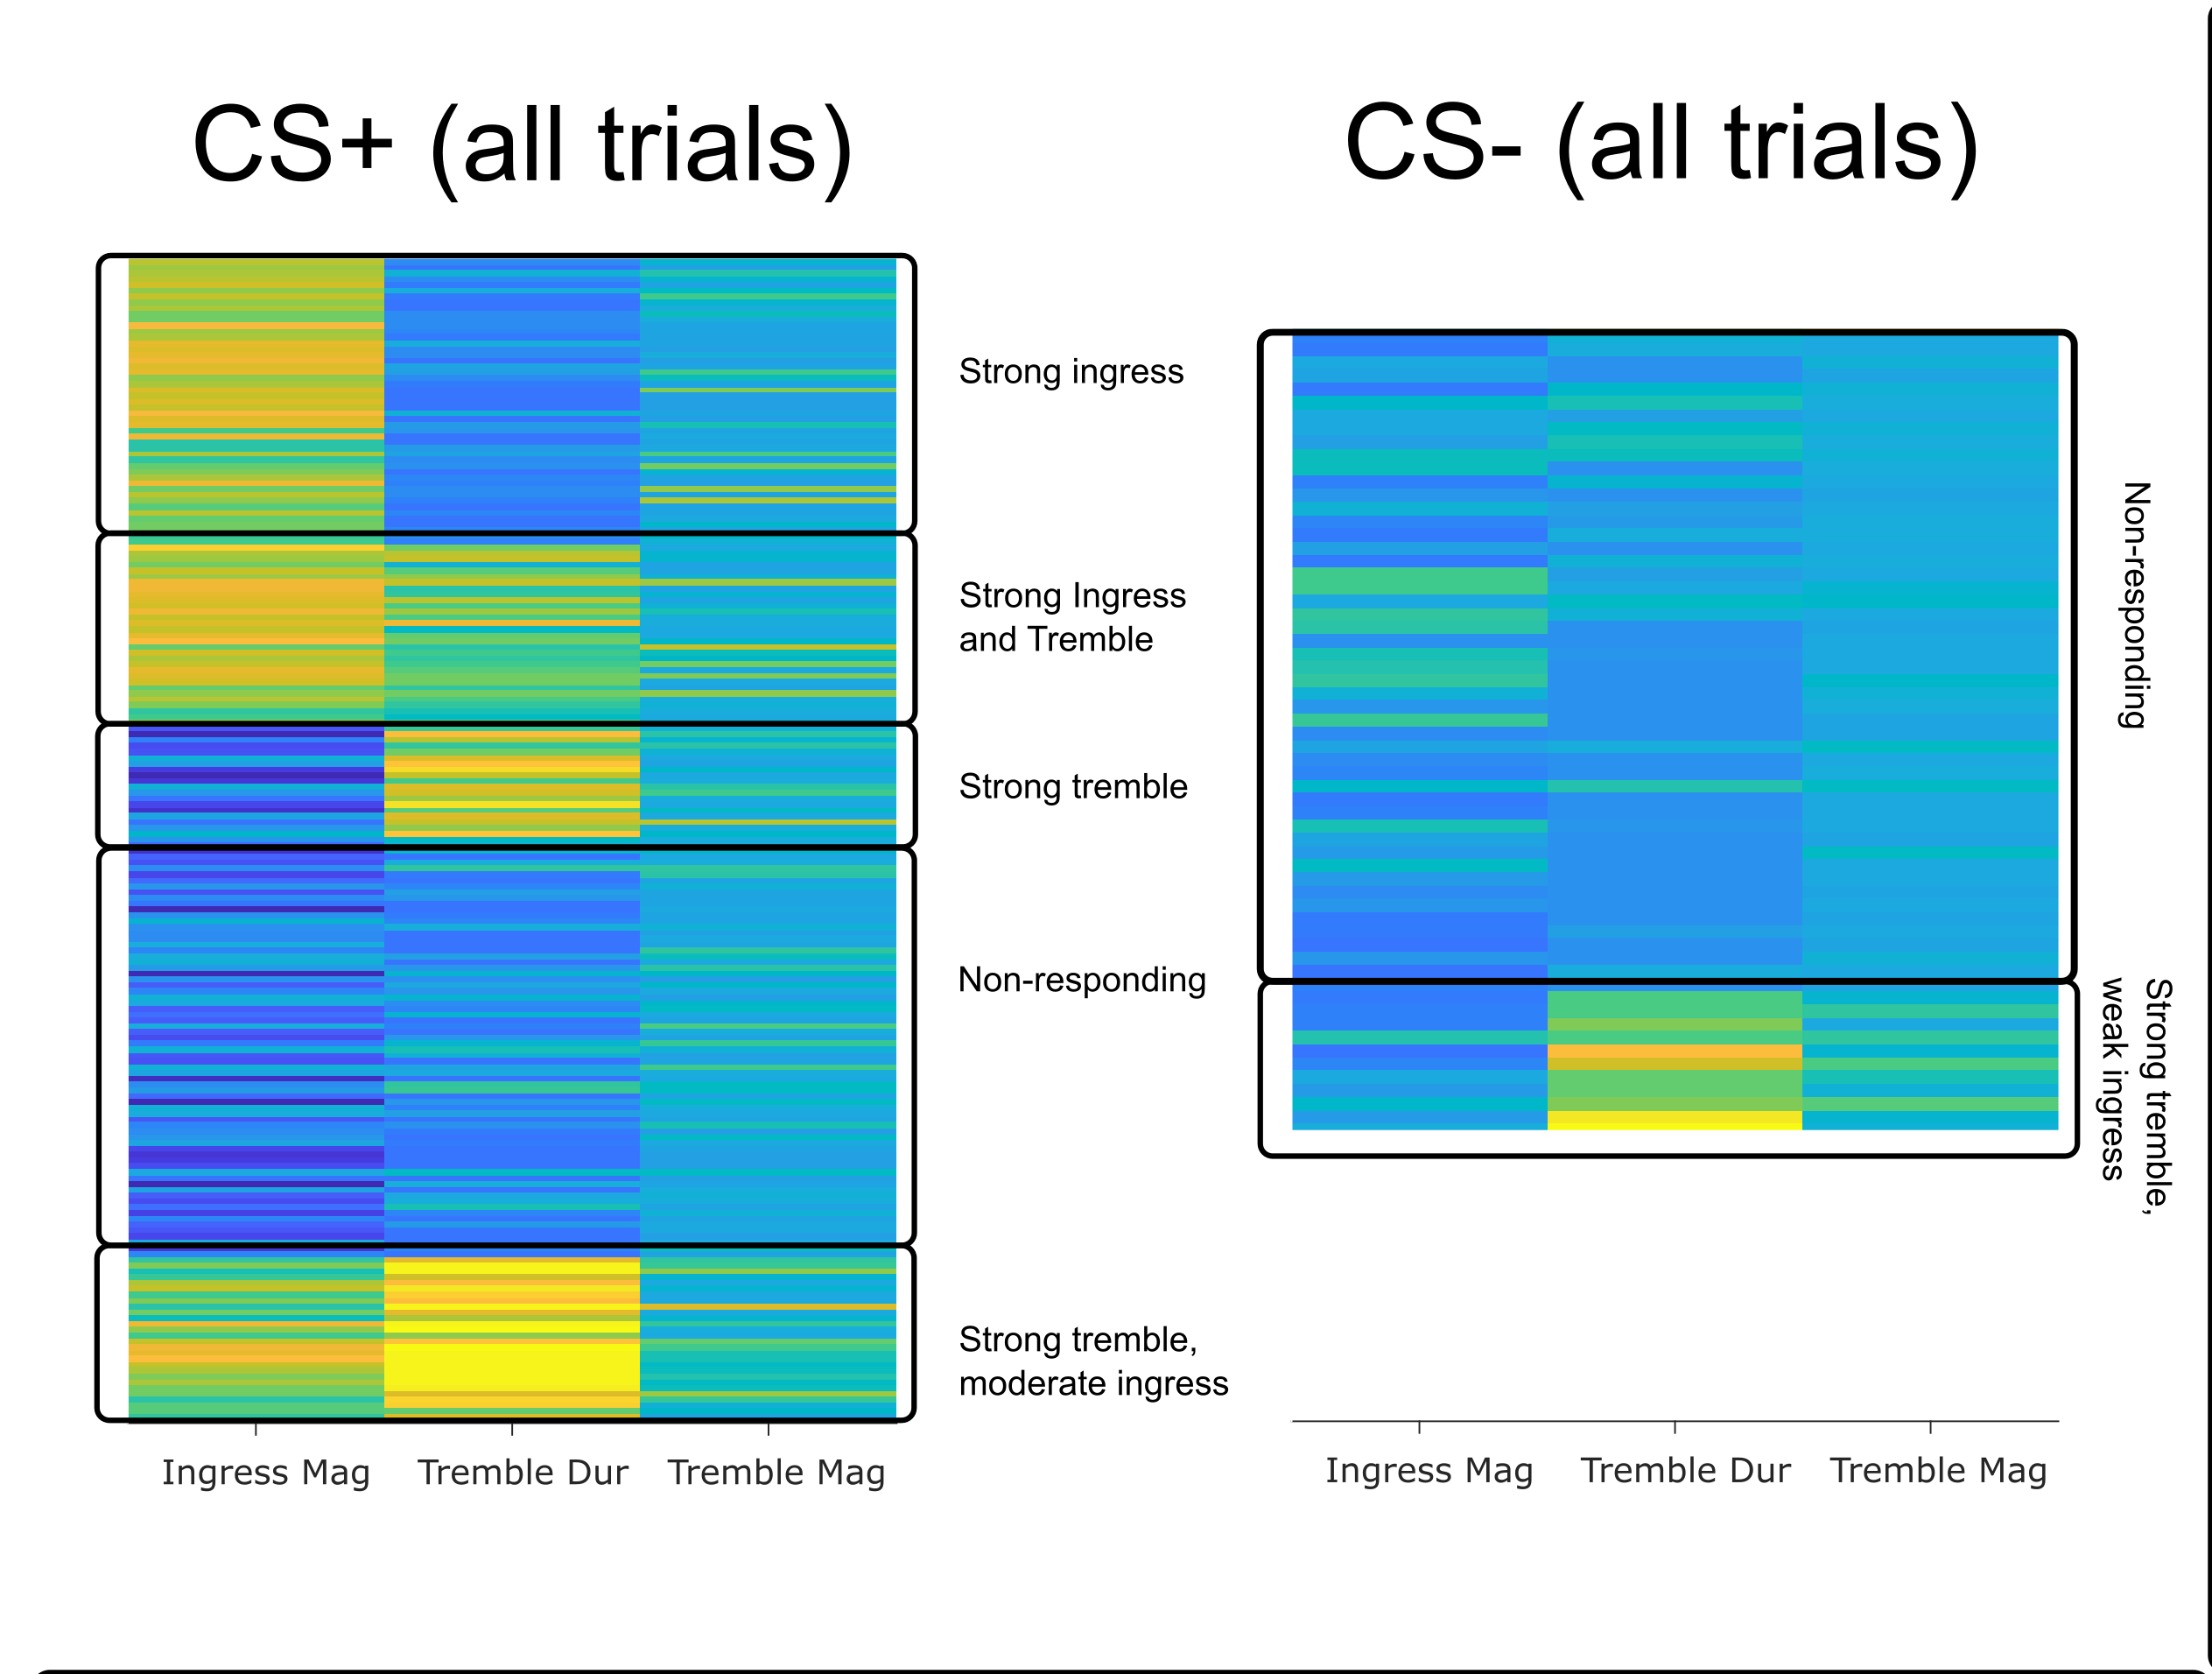 CS+ (all trials)
Strong ingress
Strong Ingress
and Tremble
Strong tremble
Non-responding
Strong tremble,
moderate ingress
Ingress Mag
Tremble Dur
Tremble Mag
CS- (all trials)
Non-responding
Strong tremble,
weak ingress
Ingress Mag
Tremble Dur
Tremble Mag